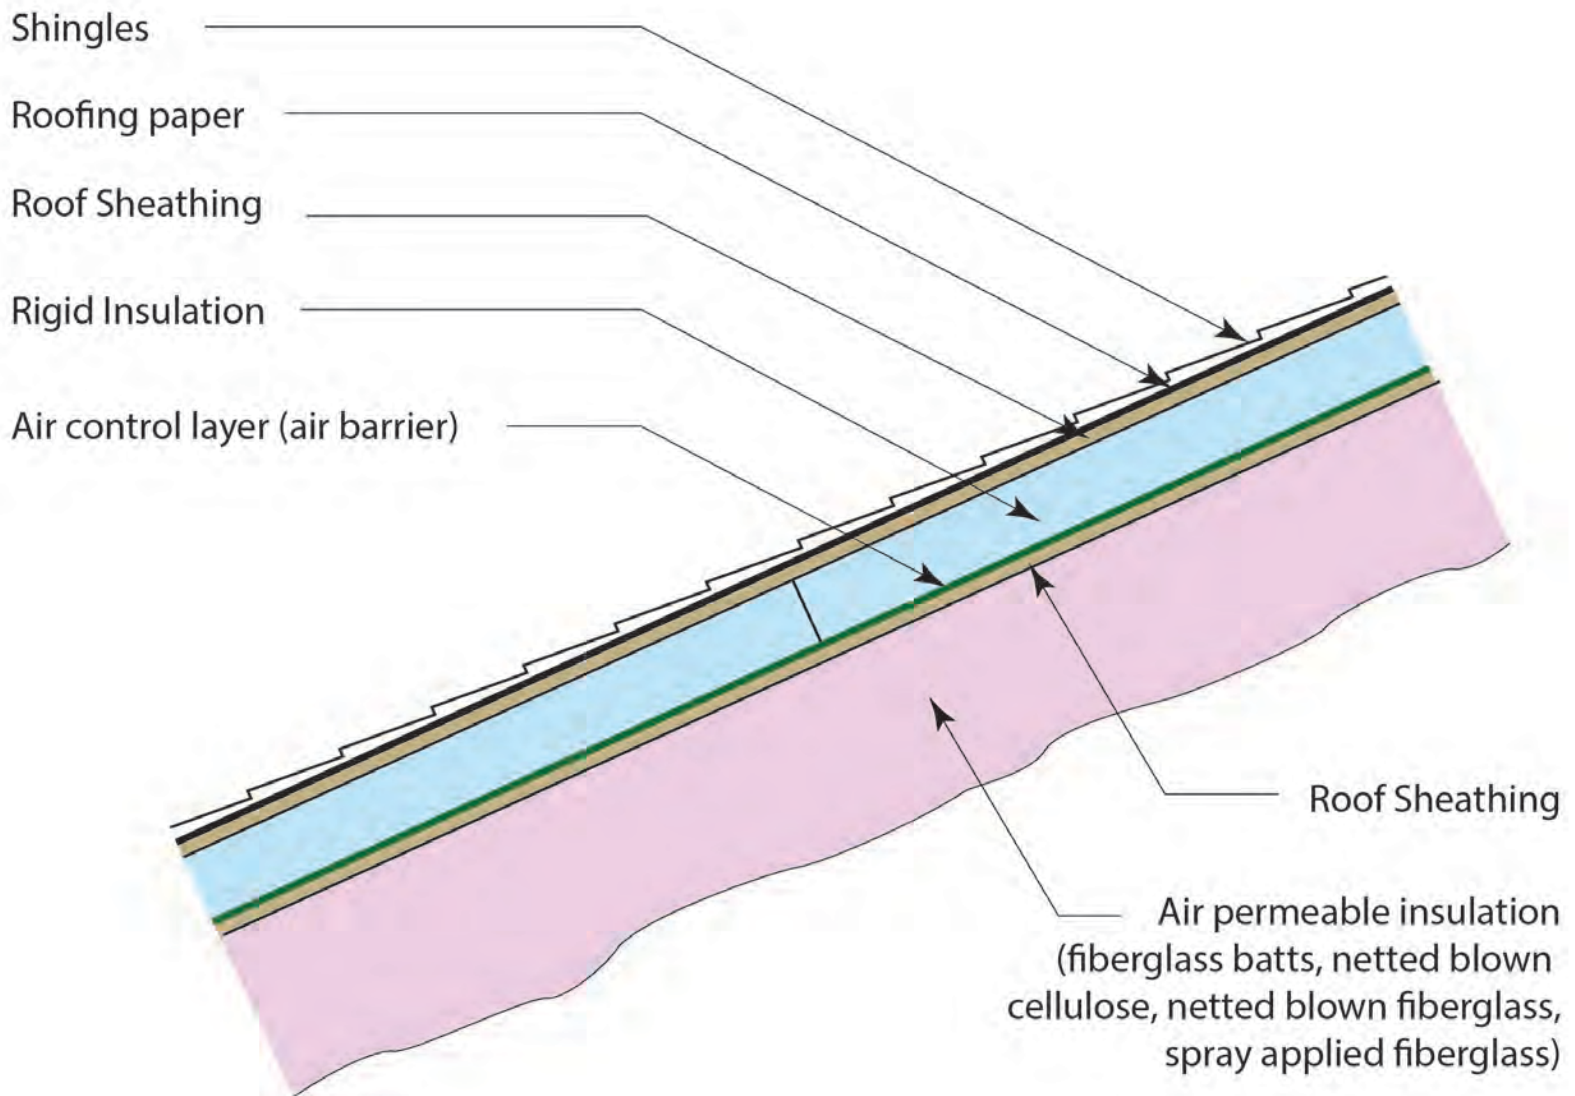 Shingles
Roofing paper
Roof Sheathing
Rigid Insulation
Air control layer (air barrier)
Roof Sheathing
Air permeable insulation
(fiberglass batts, netted blown
cellulose, netted blown fiberglass,
spray applied fiberglass)